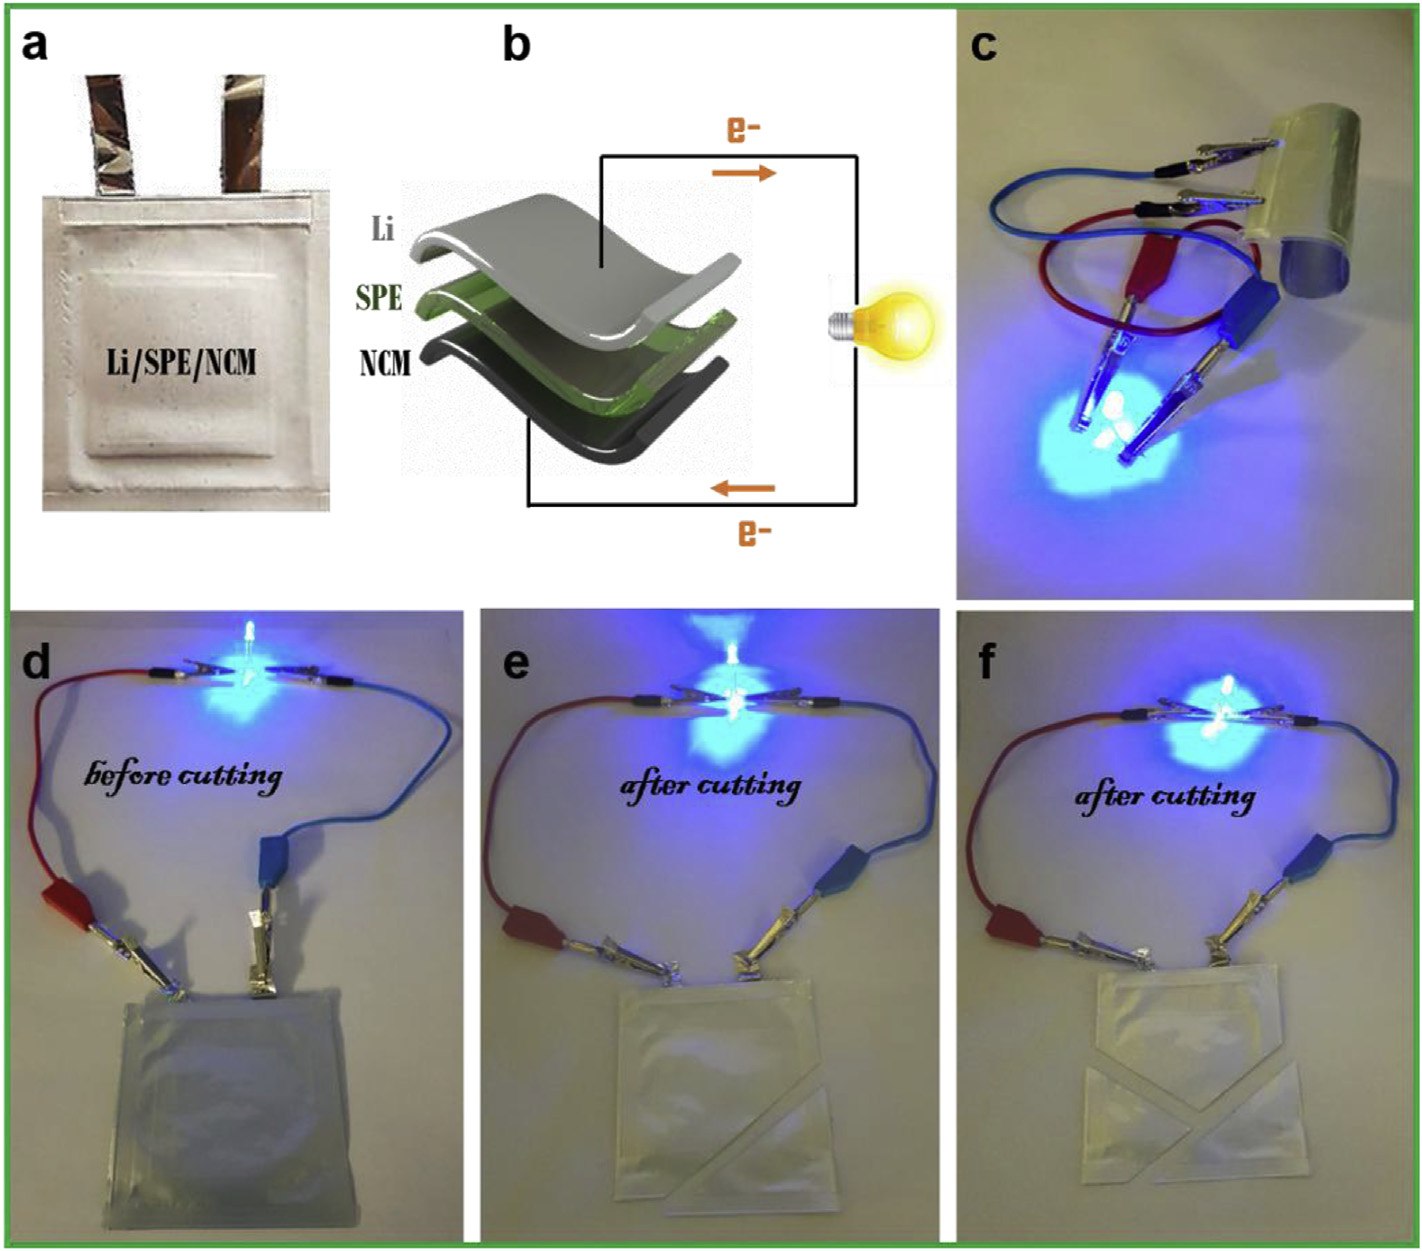 a
b
c
Li/SPE/NCM
e-
Li
SPE
NCM
e-
d
before cutting
e
after cutting
f
after cutting